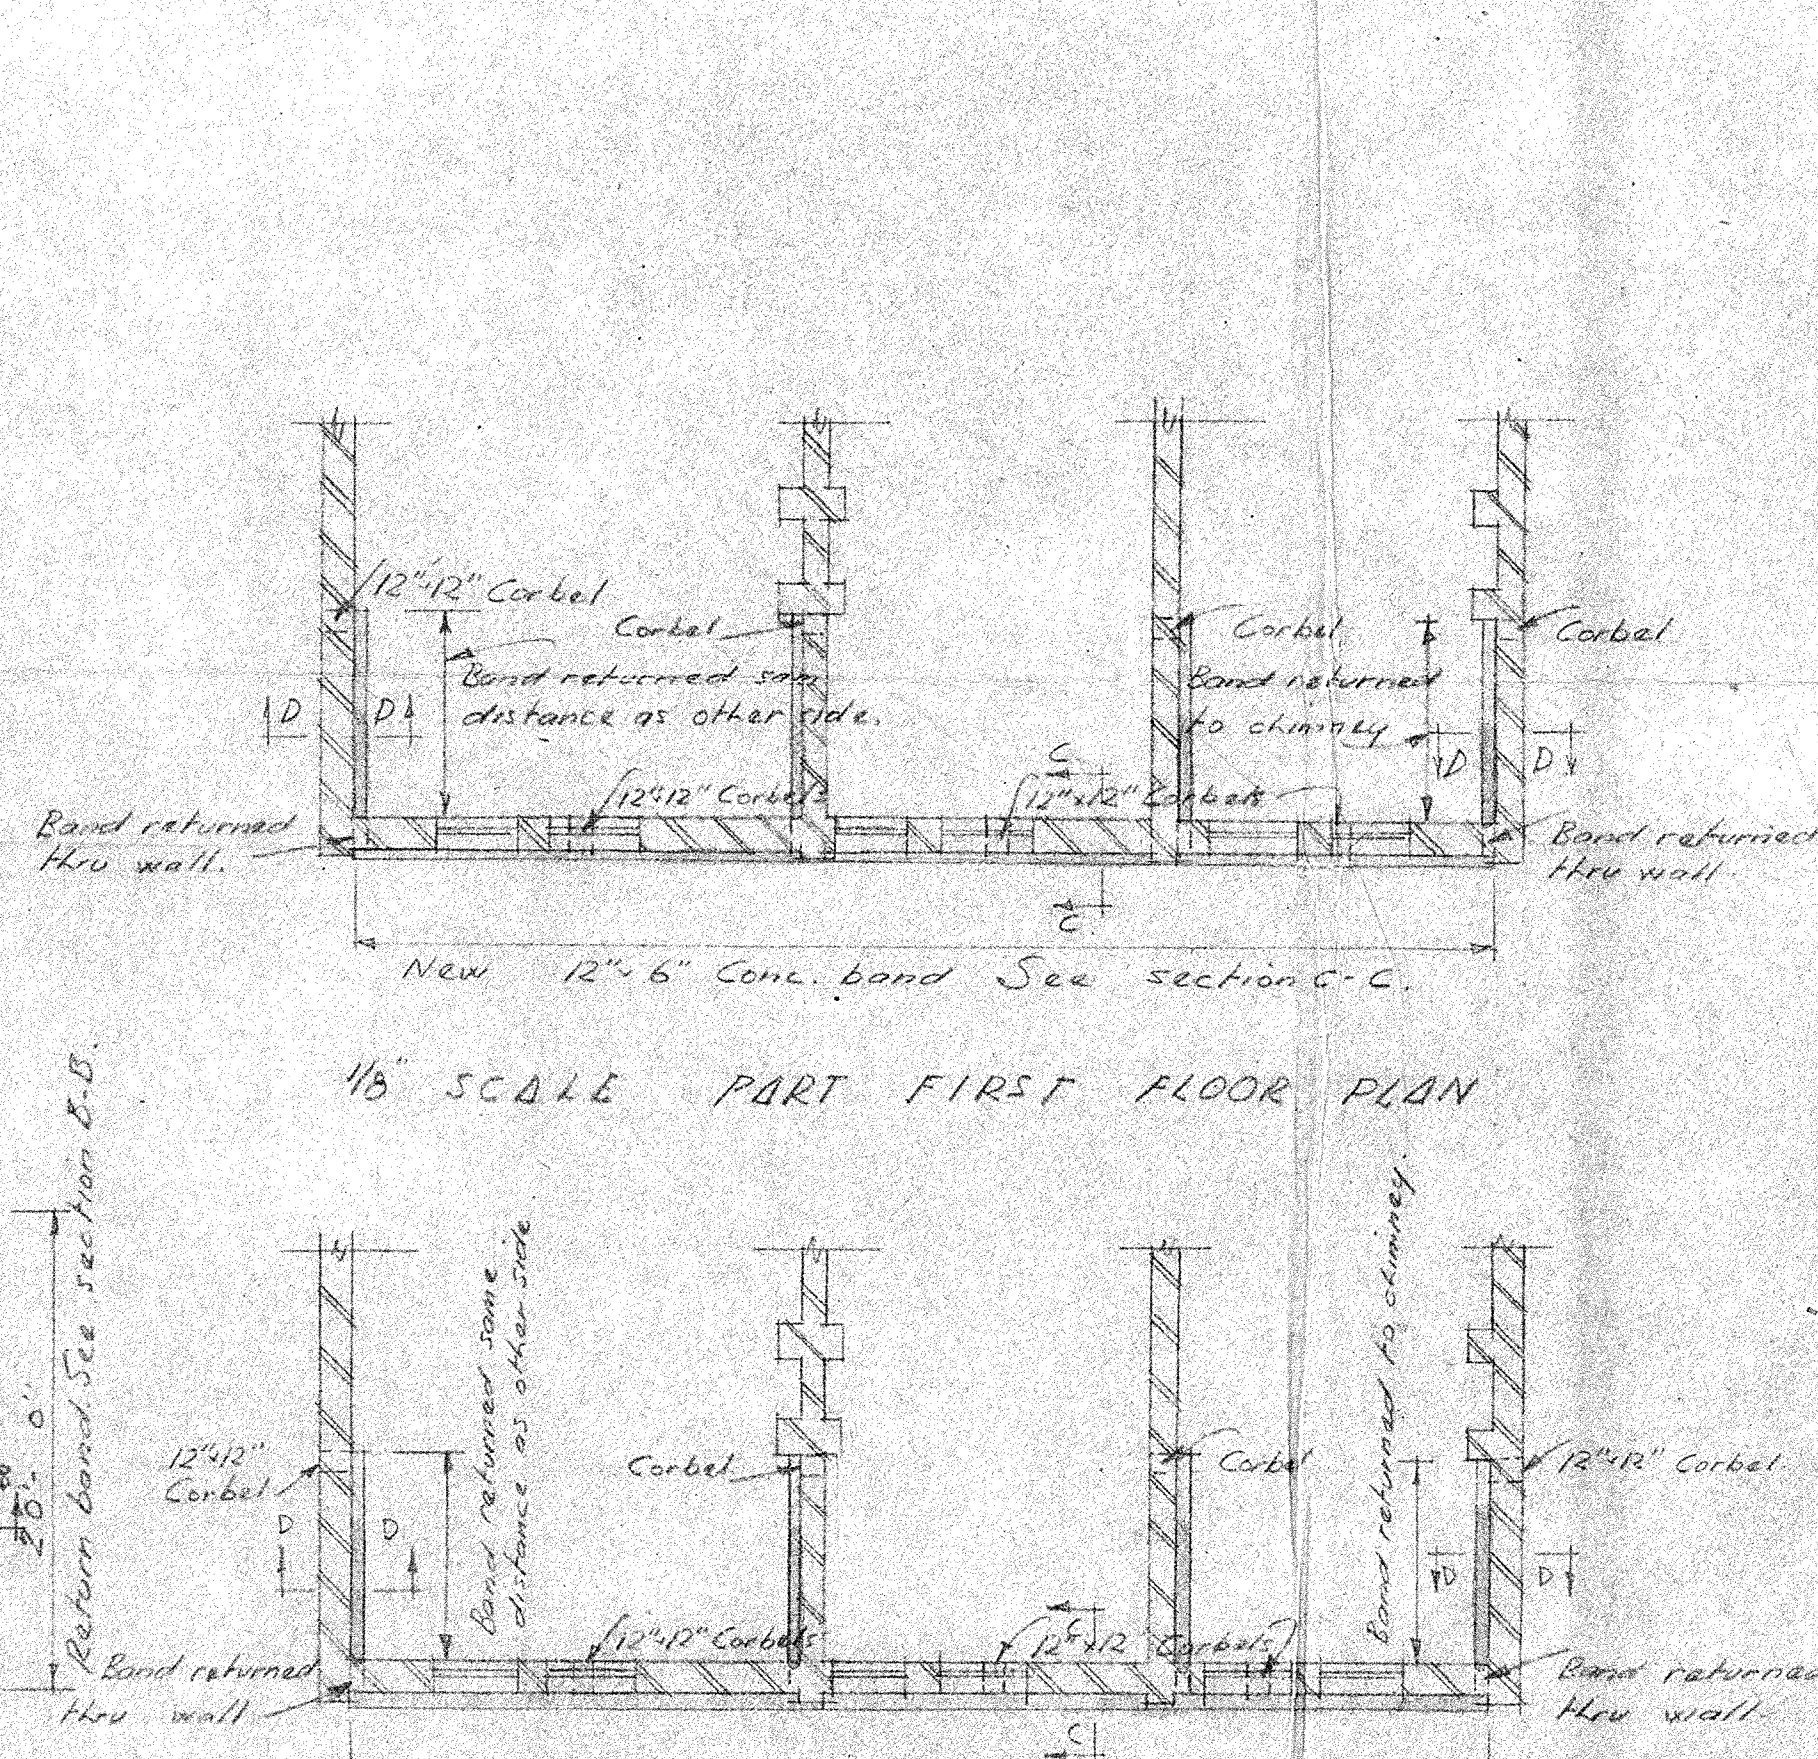 12"x12" Corbel
Corbel
Corbel
Corbel
Band returned sam
distance as other side.
Band returned
to chimney
D
D
D
D
C
12"x12" Corbels
12"x12" Corbels
Band returned
thru wall.
Band returned
thru wall.
C
New 12"x6" Conc. band See section C-C.
1/8" SCALE PART FIRST FLOOR PLAN
Return band. See section B-B.
20'-0"
Band returned same
distance as other side
Band returned to chimney.
12"x12"
Corbel
Corbel
Corbel
12"x12" Corbel
D
D
D
D
C
12"x12" Corbels
12"x12" Corbels
Band returned
thru wall
Band returned
thru wall.
C